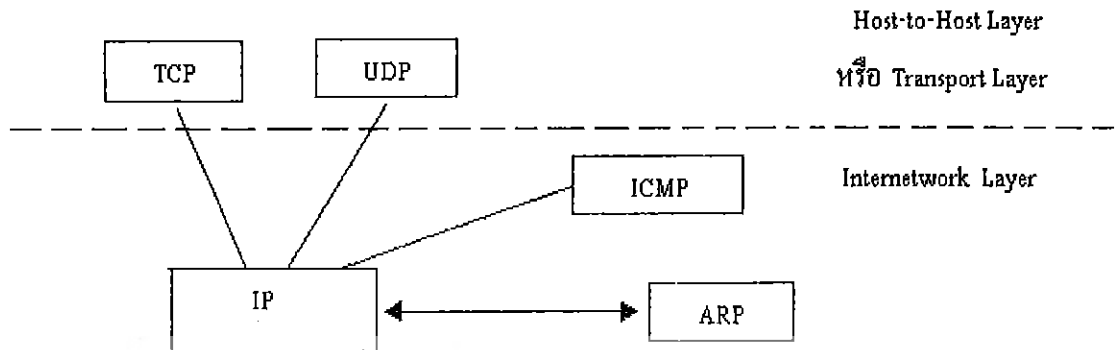 Host-to-Host Layer
TCP
UDP
หรือ Transport Layer
ICMP
Internetwork Layer
IP
ARP